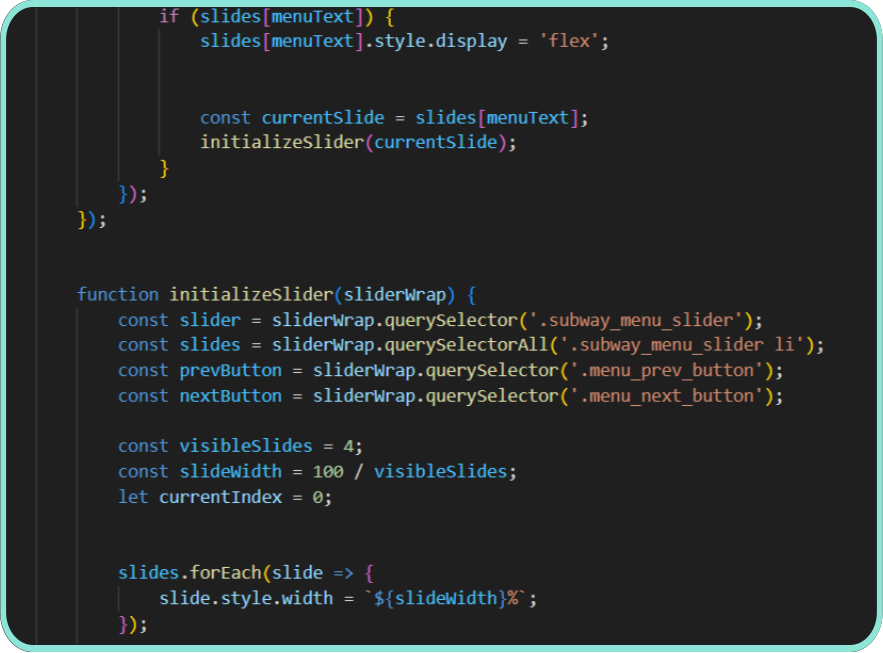 if (slides[menuText]) {
slides[menuText].style.display = 'flex';
const currentSlide = slides[menuText];
initializeSlider(currentSlide);
}
});
});
function initializeSlider(sliderWrap) {
const slider = sliderWrap.querySelector('.subway_menu_slider');
const slides = sliderWrap.querySelectorAll('.subway_menu_slider li');
const prevButton = sliderWrap.querySelector('.menu_prev_button');
const nextButton = sliderWrap.querySelector('.menu_next_button');
const visibleSlides = 4;
const slideWidth = 100 / visibleSlides;
let currentIndex = 0;
slides.forEach(slide => {
slide.style.width = `${slideWidth}%`;
});